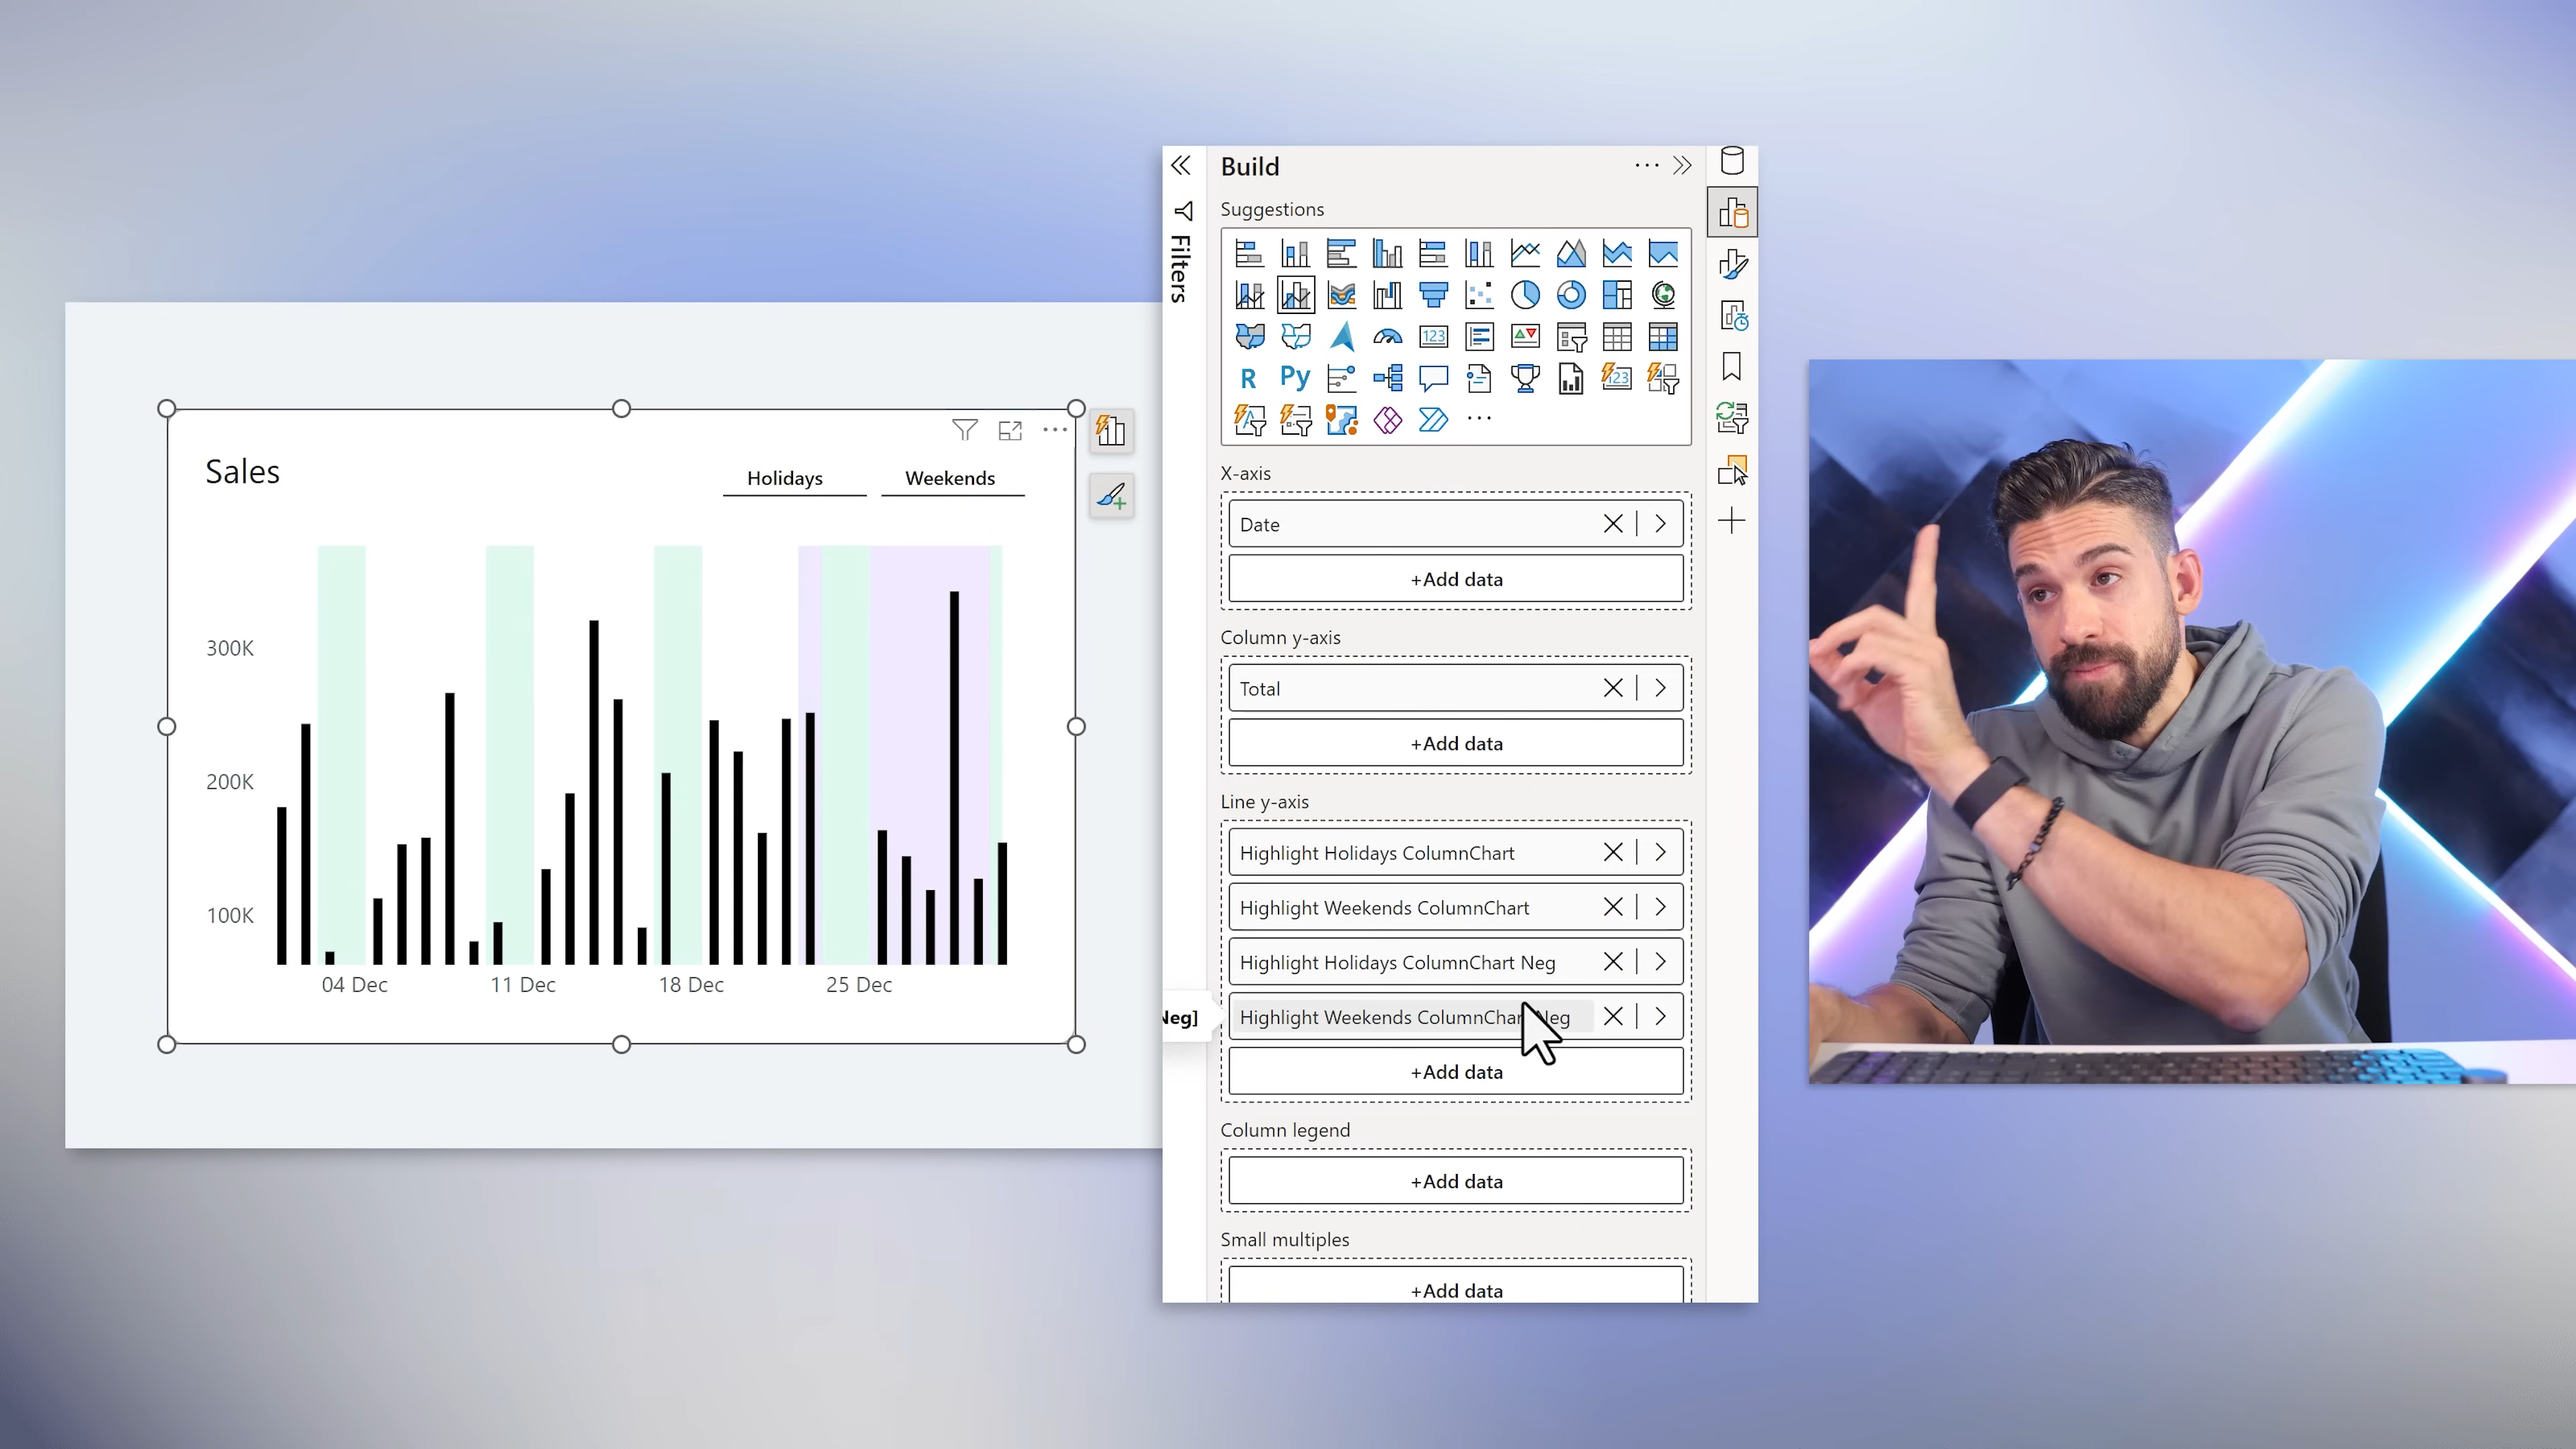 Build
Suggestions
Filters
123
R
Py
123
Sales
Holidays
Weekends
300K
200K
100K
04 Dec
11 Dec
18 Dec
25 Dec
X-axis
Date
+Add data
Column y-axis
Total
+Add data
Line y-axis
Highlight Holidays ColumnChart
Highlight Weekends ColumnChart
Highlight Holidays ColumnChart Neg
Neg]
Highlight Weekends ColumnChart Neg
+Add data
Column legend
+Add data
Small multiples
+Add data